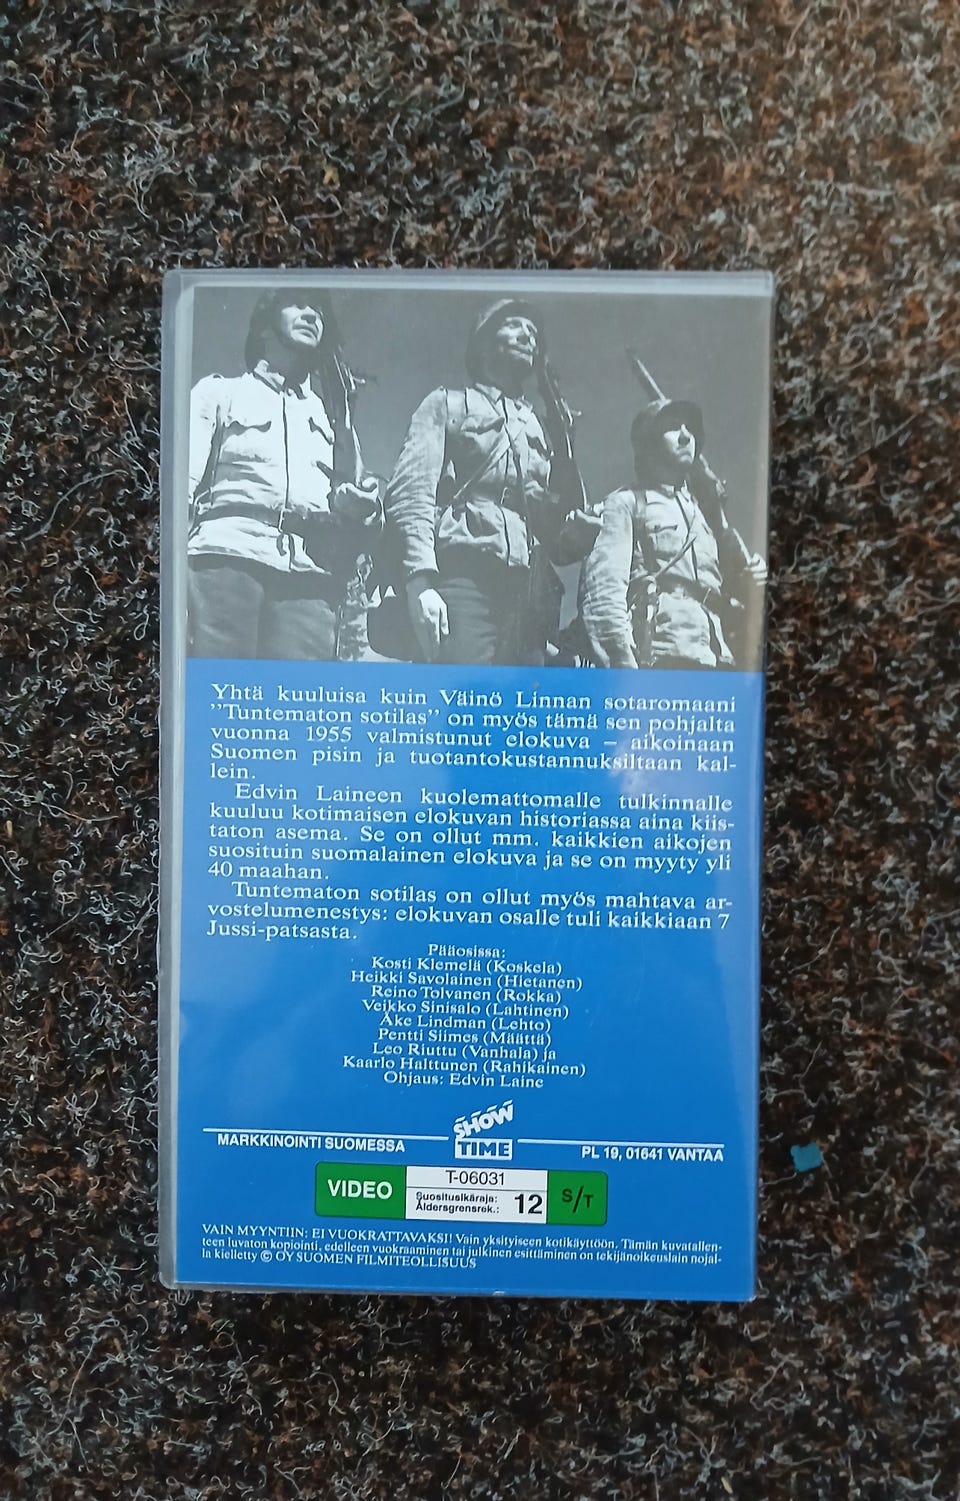 Yhtä kuuluisa kuin Väinö Linnan sotaromaani
”Tuntematon sotilas” on myös tämä sen pohjalta
vuonna 1955 valmistunut elokuva – aikoinaan
Suomen pisin ja tuotantokustannuksiltaan kal-
lein.
Edvin Laineen kuolemattomalle tulkinnalle
kuuluu kotimaisen elokuvan historiassa aina kiis-
taton asema. Se on ollut mm. kaikkien aikojen
suosituin suomalainen elokuva ja se on myyty yli
40 maahan.
Tuntematon sotilas on ollut myös mahtava ar-
vostelumenestys: elokuvan osalle tuli kaikkiaan 7
Jussi-patsasta.
Pääosissa:
Kosti Klemelä (Koskela)
Heikki Savolainen (Hietanen)
Reino Tolvanen (Rokka)
Veikko Sinisalo (Lahtinen)
Åke Lindman (Lehto)
Pentti Siimes (Määttä)
Leo Riuttu (Vanhala) ja
Kaarlo Halttunen (Rahikainen)
Ohjaus: Edvin Laine
SHOW
TIME
MARKKINOINTI SUOMESSA
PL 19, 01641 VANTAA
VIDEO
T-06031
Suositusikäraja:
Åldersgrensrek.:
12
S/T
VAIN MYYNTIIN: EI VUOKRATTAVAKSI! Vain yksityiseen kotikäyttöön. Tämän kuvatallen-
teen luvaton kopiointi, edelleen vuokraaminen tai julkinen esittäminen on tekijänoikeuslain nojal-
la kielletty © OY SUOMEN FILMITEOLLISUUS